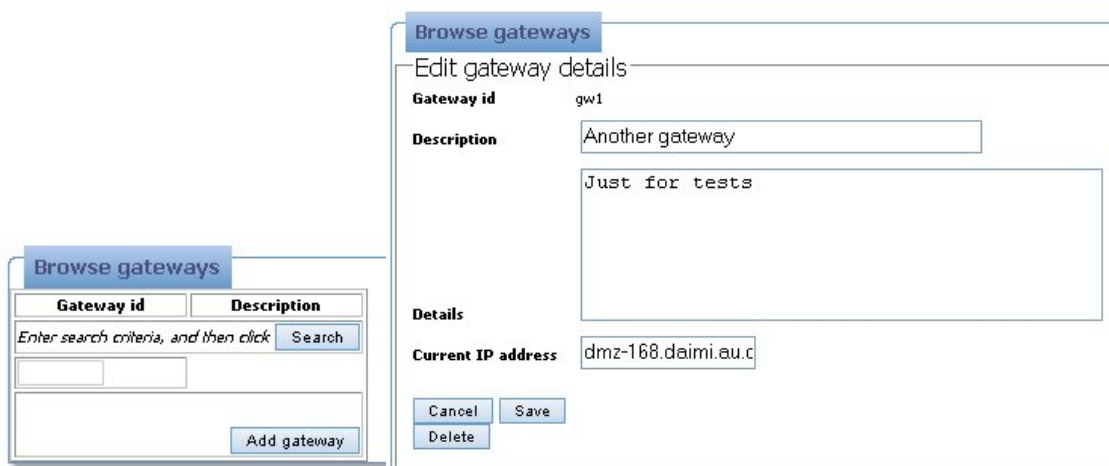 Browse gateways
Gateway id Description
Enter search criteria, and then click Search
Add gateway
Browse gateways
Edit gateway details
Gateway id gw1
Description Another gateway
Just for tests
Details
Current IP address dmz-168.daimi.au.c
Cancel Save
Delete